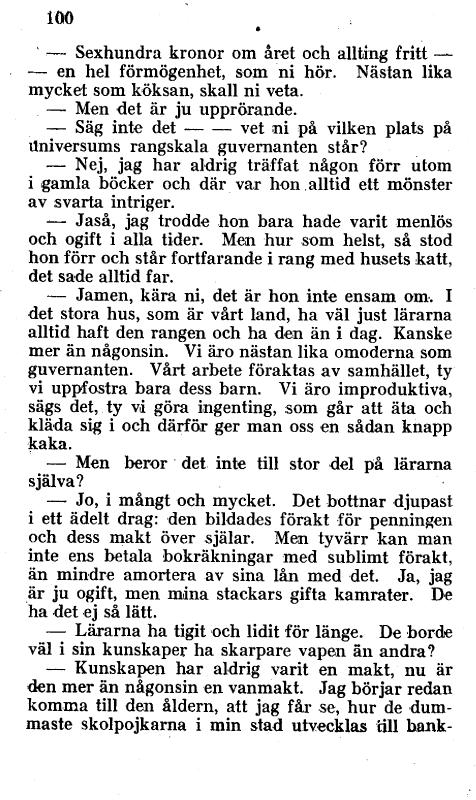 100
— Sexhundra kronor om året och allting fritt —
— en hel förmögenhet, som ni hör. Nästan lika
mycket som köksan, skall ni veta.
— Men det är ju upprörande.
— Säg inte det — — vet ni på vilken plats på
universums rangskala guvernanten står?
— Nej, jag har aldrig träffat någon förr utom
i gamla böcker och där var hon alltid ett mönster
av svarta intriger.
— Jaså, jag trodde hon bara hade varit menlös
och ogift i alla tider. Men hur som helst, så stod
hon förr och står fortfarande i rang med husets katt,
det sade alltid far.
— Jamen, kära ni, det är hon inte ensam om. I
det stora hus, som är vårt land, ha väl just lärarna
alltid haft den rangen och ha den än i dag. Kanske
mer än någonsin. Vi äro nästan lika omoderna som
guvernanten. Vårt arbete föraktas av samhället, ty
vi uppfostra bara dess barn. Vi äro improduktiva,
sägs det, ty vi göra ingenting, som går att äta och
kläda sig i och därför ger man oss en sådan knapp
kaka.
— Men beror det inte till stor del på lärarna
själva?
— Jo, i mångt och mycket. Det bottnar djupast
i ett ädelt drag: den bildades förakt för penningen
och dess makt över själar. Men tyvärr kan man
inte ens betala bokräkningar med sublimt förakt,
än mindre amortera av sina lån med det. Ja, jag
är ju ogift, men mina stackars gifta kamrater. De
ha det ej så lätt.
— Lärarna ha tigit och lidit för länge. De borde
väl i sin kunskaper ha skarpare vapen än andra?
— Kunskapen har aldrig varit en makt, nu är
den mer än någonsin en vanmakt. Jag börjar redan
komma till den åldern, att jag får se, hur de dum-
maste skolpojkarna i min stad utvecklas till bank-